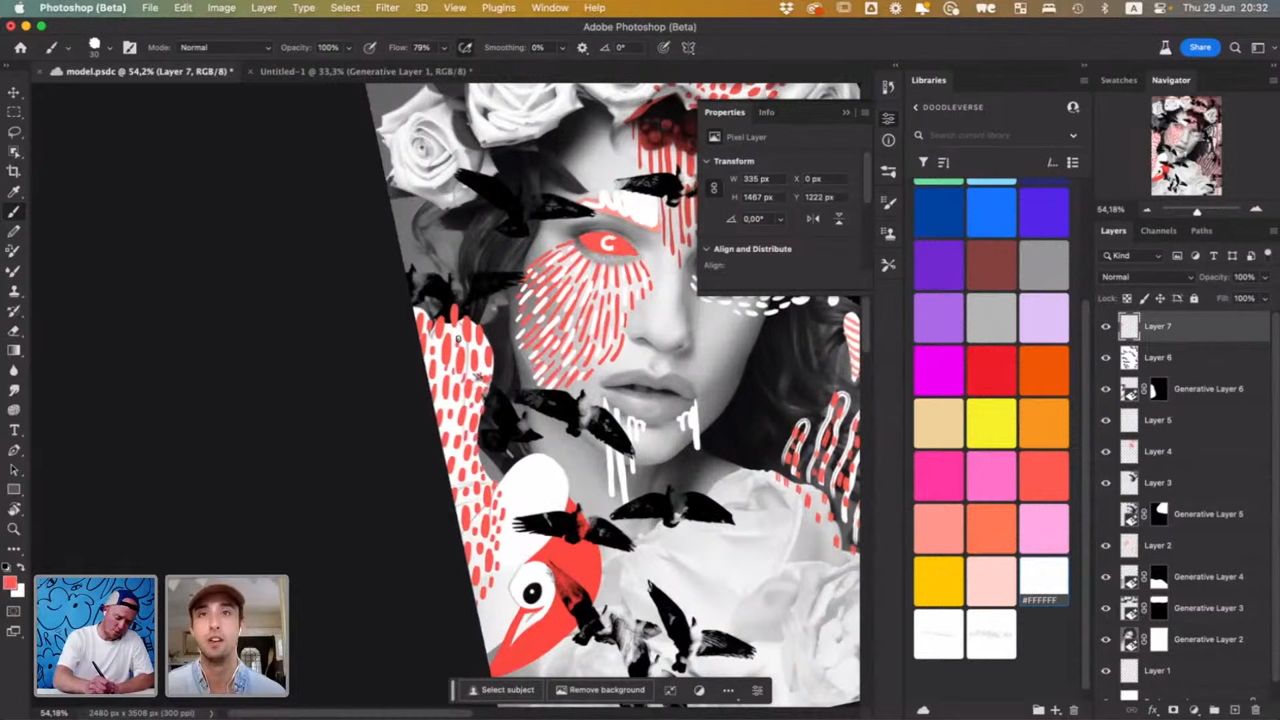 Photoshop (Beta) File Edit Image Layer Type Select Filter 3D View Plugins Window Help A Thu 29 Jun 20:32
Adobe Photoshop (Beta)
30 Mode: Normal Opacity: 100% Flow: 79% Smoothing: 0% 0° Share
model.psdc @ 54,2% (Layer 7, RGB/8) * Untitled-1 @ 33,3% (Generative Layer 1, RGB/8) *
Properties Info
Pixel Layer
Transform
W 335 px X 0 px
H 1467 px Y 1222 px
0,00°
Align and Distribute
Align:
Libraries
DOODLEVERSE
Search current library
#FFFFFF
Swatches Navigator
54,18%
Layers Channels Paths
Kind
Normal Opacity: 100%
Lock: Fill: 100%
Layer 7
Layer 6
Generative Layer 6
Layer 5
Layer 4
Layer 3
Generative Layer 5
Layer 2
Generative Layer 4
Generative Layer 3
Generative Layer 2
Layer 1
Select subject Remove background
54,18% 2480 px x 3508 px (300 ppi)